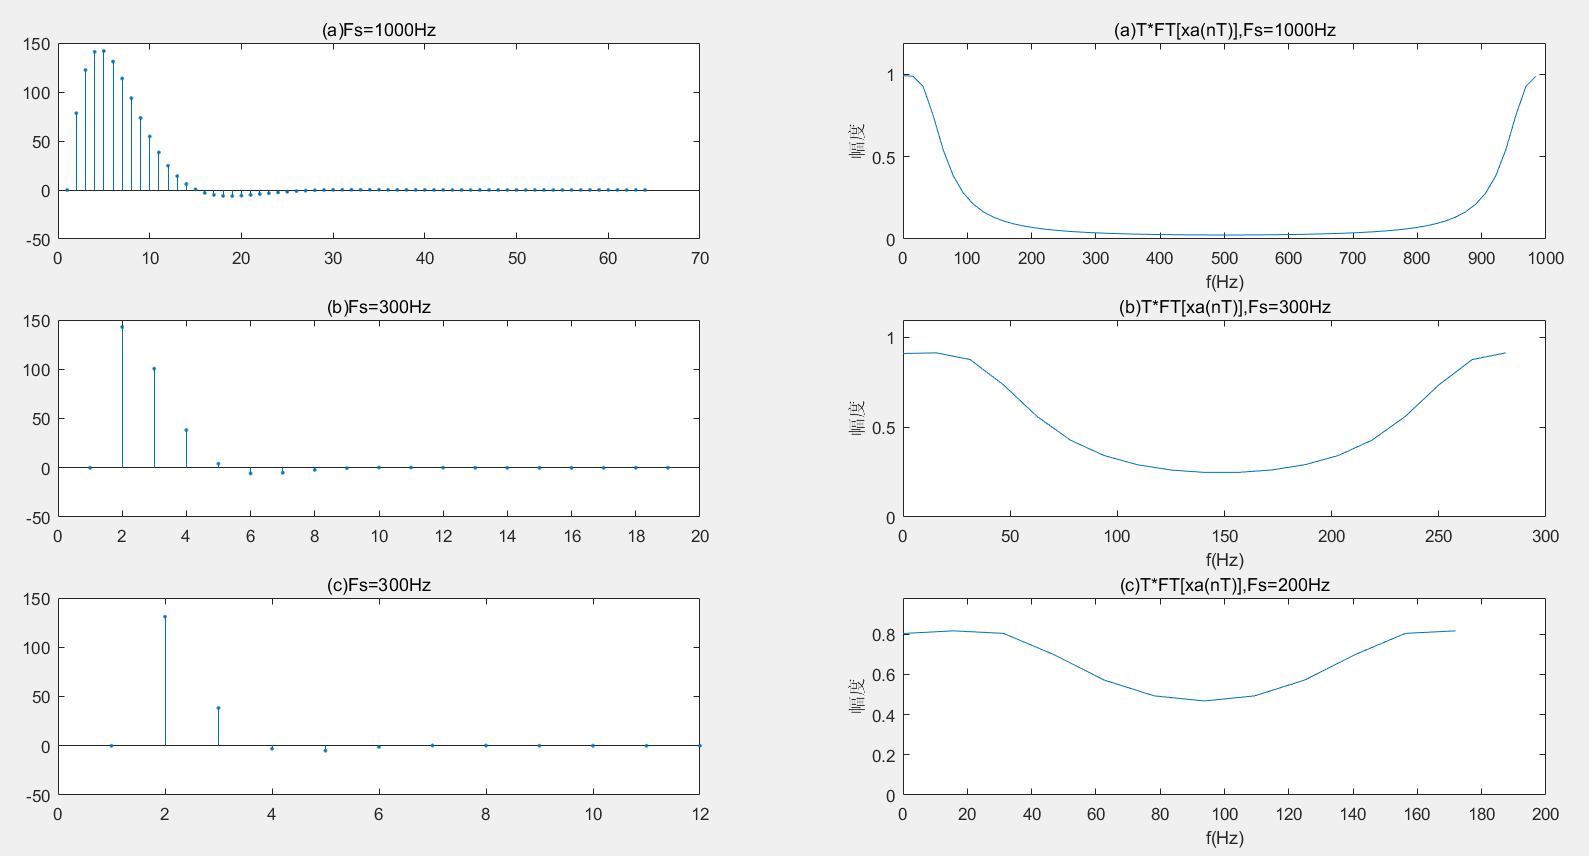 (a)Fs=1000Hz
150
100
50
0
-50
0 10 20 30 40 50 60 70
(a)T*FT[xa(nT)],Fs=1000Hz
幅度
1
0.5
0
0 100 200 300 400 500 600 700 800 900 1000
f(Hz)
(b)Fs=300Hz
150
100
50
0
-50
0 2 4 6 8 10 12 14 16 18 20
(b)T*FT[xa(nT)],Fs=300Hz
幅度
1
0.5
0
0 50 100 150 200 250 300
f(Hz)
(c)Fs=300Hz
150
100
50
0
-50
0 2 4 6 8 10 12
(c)T*FT[xa(nT)],Fs=200Hz
幅度
0.8
0.6
0.4
0.2
0
0 20 40 60 80 100 120 140 160 180 200
f(Hz)